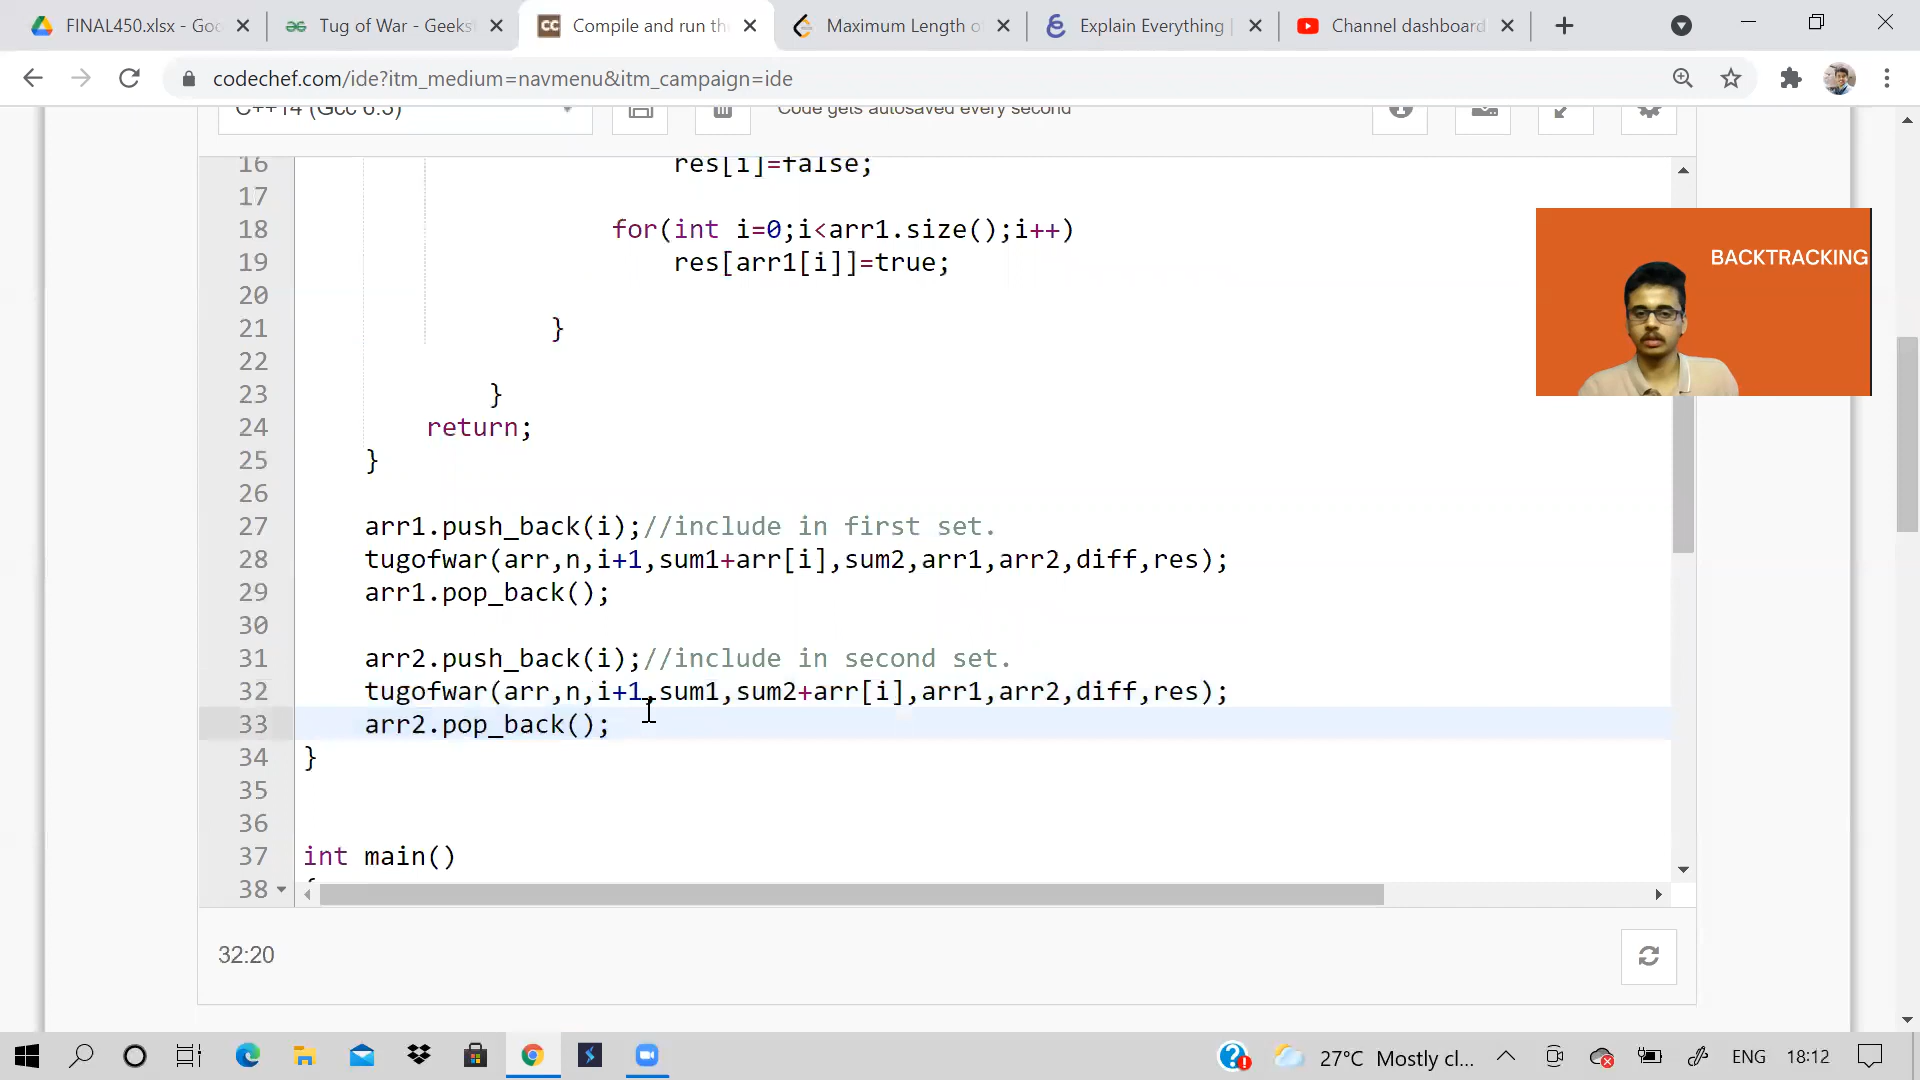 FINAL450.xlsx - Goo
Tug of War - Geeks
Compile and run the
Maximum Length o
Explain Everything |
Channel dashboard
codechef.com/ide?itm_medium=navmenu&itm_campaign=ide
C++14 (Gcc 6.3)
Code gets autosaved every second
16 res[i]=false;
17
18 for(int i=0;i<arr1.size();i++)
19 res[arr1[i]]=true;
20
21 }
22
23 }
24 return;
25 }
26
27 arr1.push_back(i);//include in first set.
28 tugofwar(arr,n,i+1,sum1+arr[i],sum2,arr1,arr2,diff,res);
29 arr1.pop_back();
30
31 arr2.push_back(i);//include in second set.
32 tugofwar(arr,n,i+1,sum1,sum2+arr[i],arr1,arr2,diff,res);
33 arr2.pop_back();
34 }
35
36
37 int main()
38
BACKTRACKING
32:20
27°C Mostly cl...
ENG
18:12